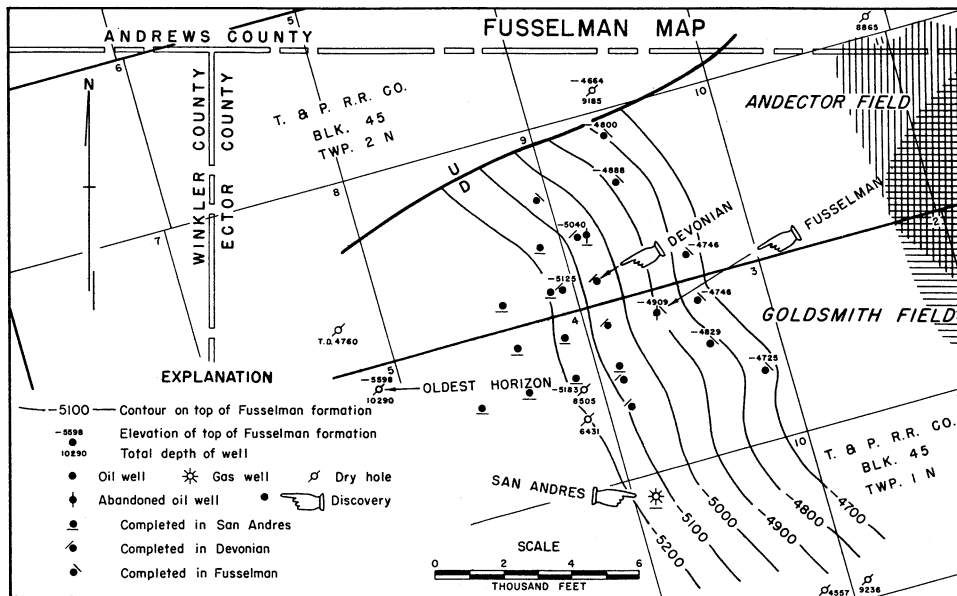 FUSSELMAN MAP
ANDREWS COUNTY
5
8865
6
N
WINKLER COUNTY
ECTOR COUNTY
T. & P. R.R. CO.
BLK. 45
TWP. 2 N
-4664
9185
10
ANDECTOR FIELD
9
-4800
U
D
8
-4888
7
-5040
DEVONIAN
FUSSELMAN
2
-4746
3
-5125
-4746
-4909
GOLDSMITH FIELD
4
T.D. 4760
-4829
5
-4725
EXPLANATION
-5598
10290
OLDEST HORIZON
-5183
8505
6431
-5100 Contour on top of Fusselman formation
-5598
Elevation of top of Fusselman formation
10290
Total depth of well
Oil well Gas well Dry hole
Abandoned oil well Discovery
Completed in San Andres
Completed in Devonian
Completed in Fusselman
10
T. & P. R.R. CO.
BLK. 45
TWP. 1 N
SAN ANDRES
-5200
-5100
-5000
-4900
-4800
-4700
SCALE
0 2 4 6
THOUSAND FEET
4557
9236